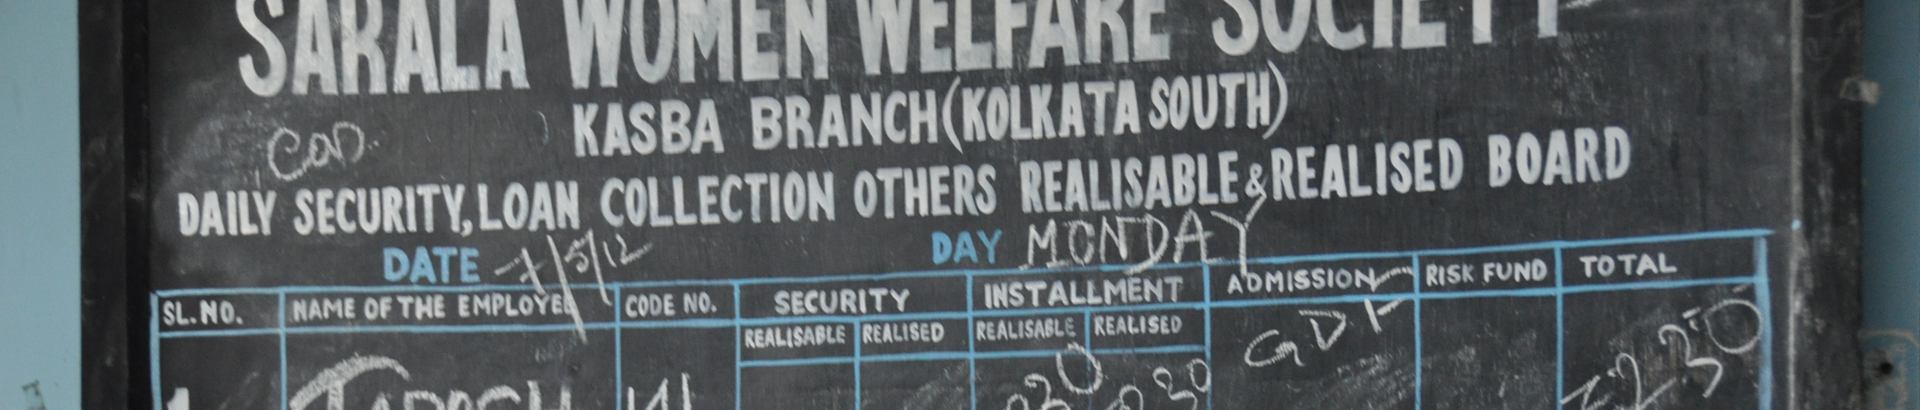 SARALA WOMEN WELFARE SOCIETY
KASBA BRANCH (KOLKATA SOUTH)
DAILY SECURITY, LOAN COLLECTION OTHERS REALISABLE & REALISED BOARD
DATE 7/5/12 DAY MONDAY
SL. NO. NAME OF THE EMPLOYEE CODE NO. SECURITY INSTALLMENT ADMISSION RISK FUND TOTAL
REALISABLE REALISED REALISABLE REALISED